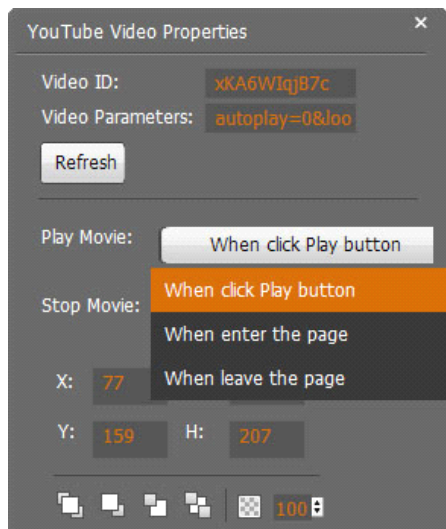 YouTube Video Properties ×
Video ID: xKA6WIqjB7c
Video Parameters: autoplay=0&loo
Refresh
Play Movie: When click Play button
When click Play button
Stop Movie:
When enter the page
When leave the page
X: 77
Y: 159 H: 207
100